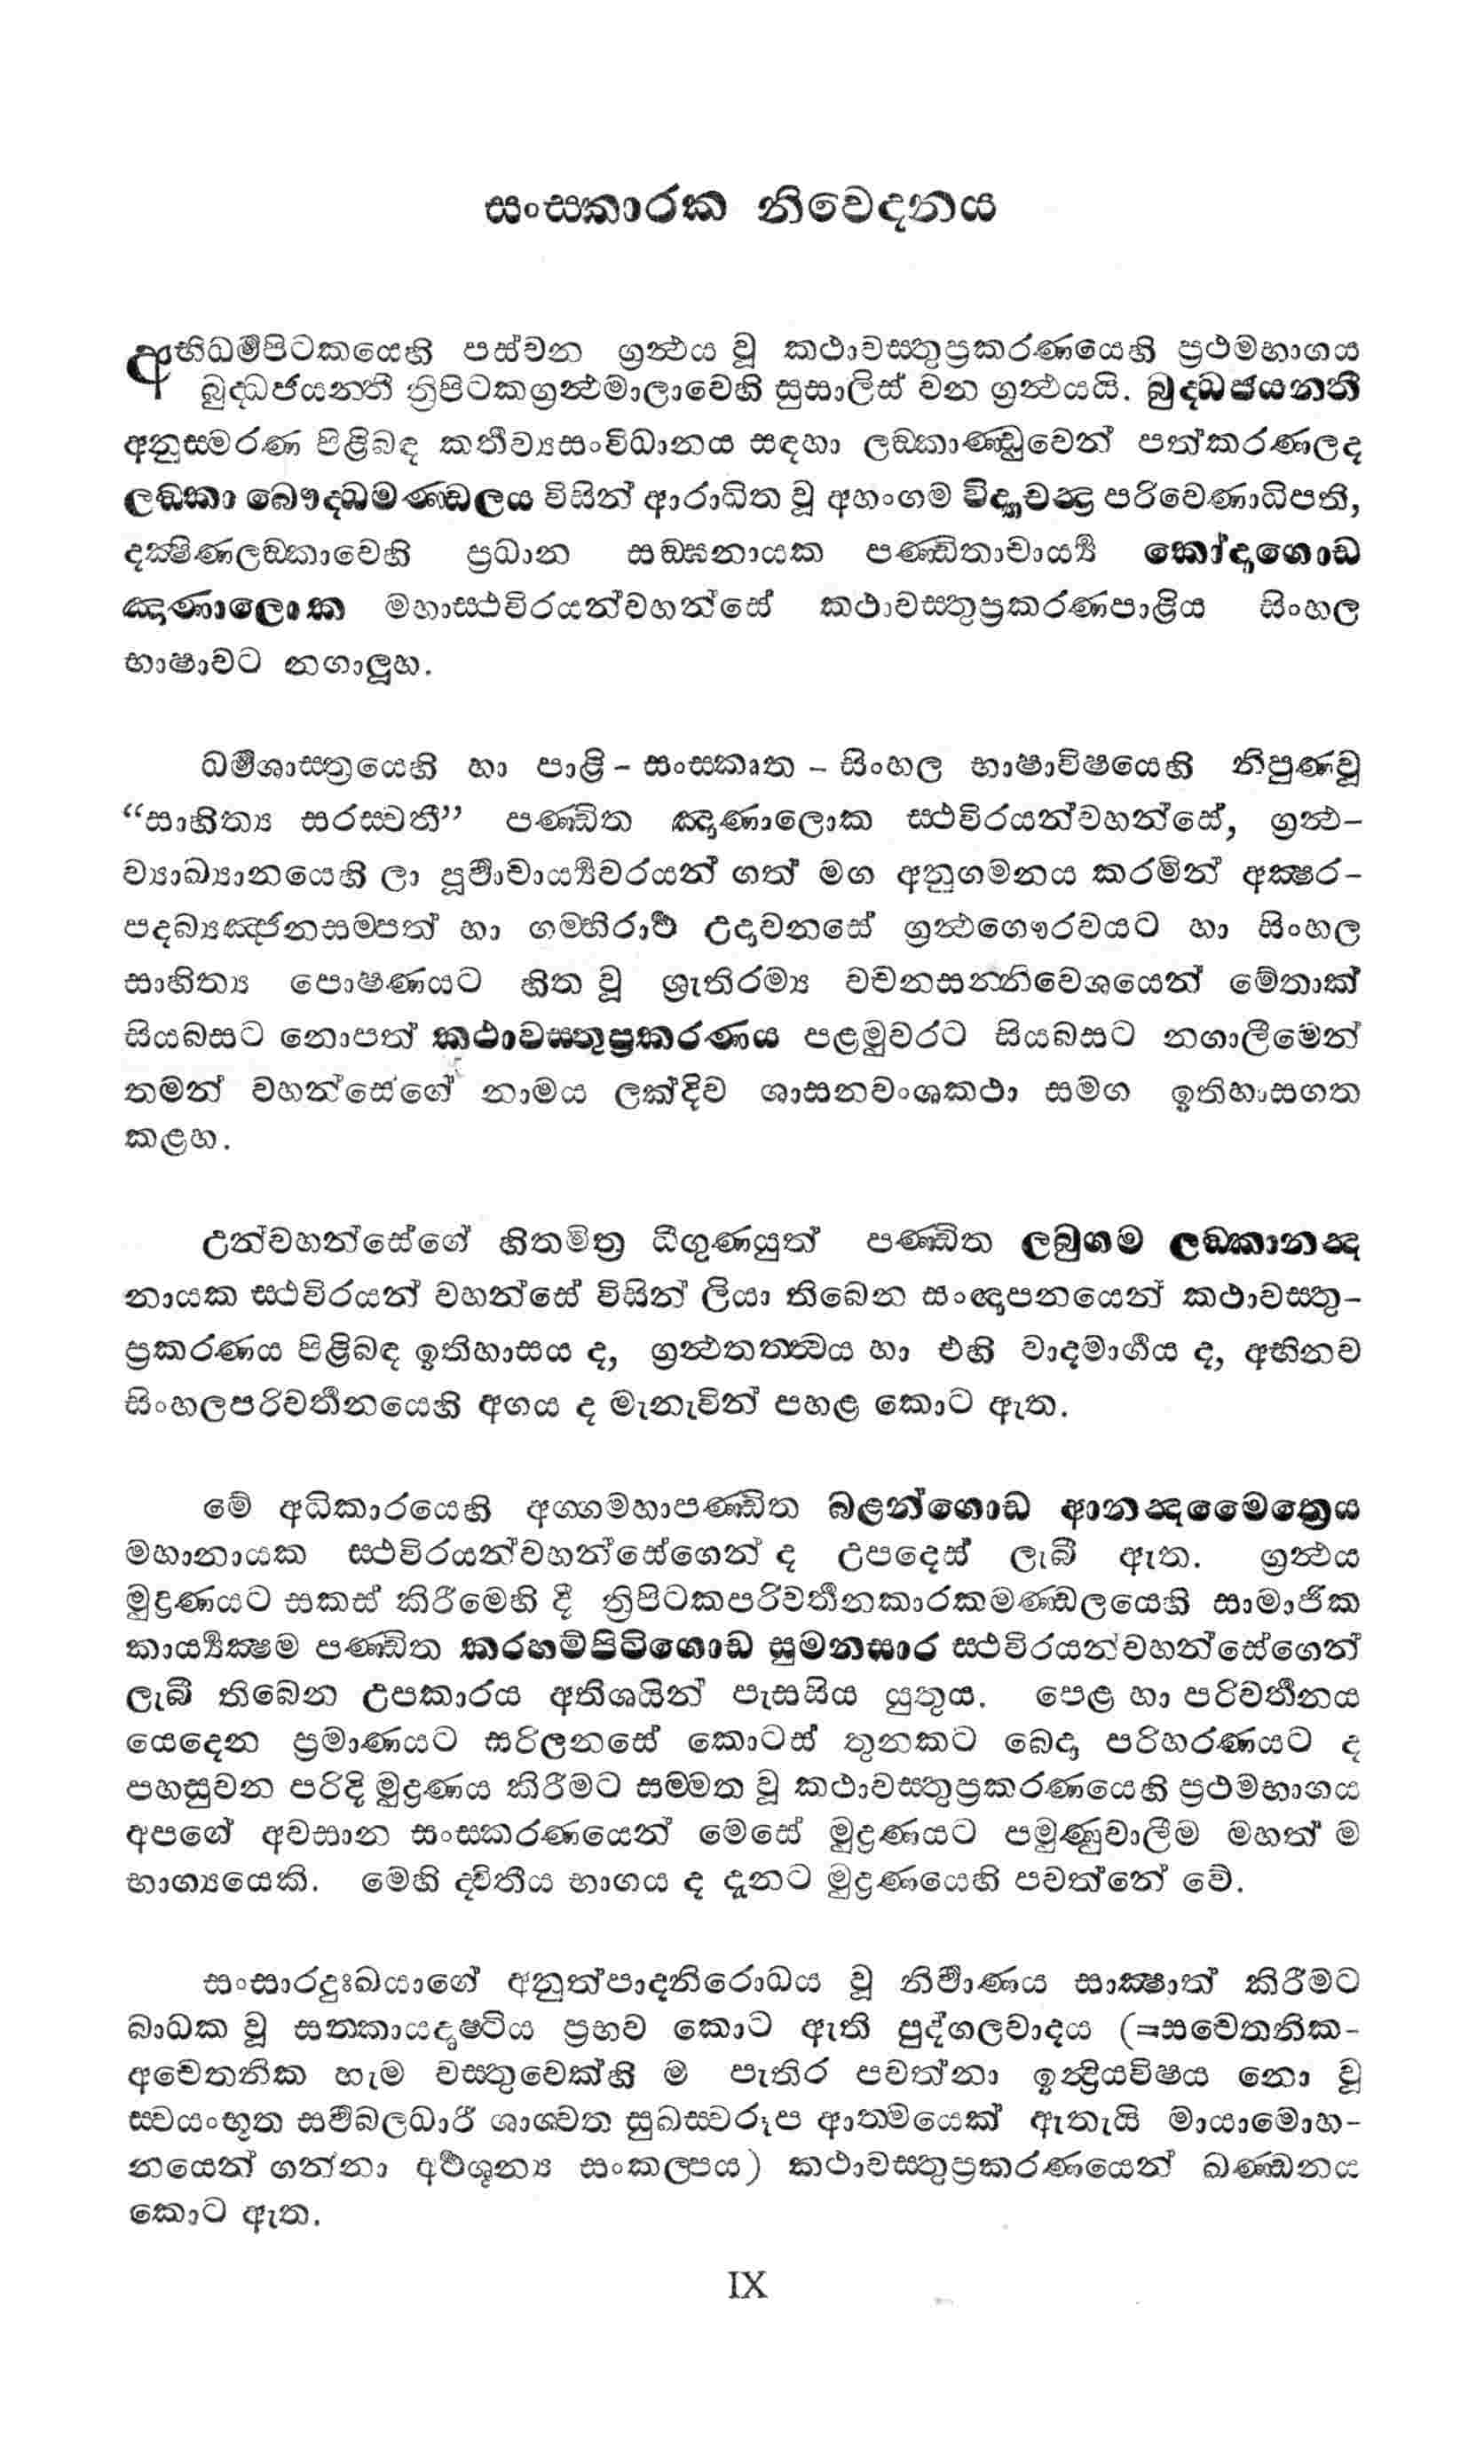 සංස්කාරක නිවෙදනය
අභිධර්මපිටකයෙහි පස්වන ග්‍රන්ථය වූ කථාවස්තුප්‍රකරණයෙහි ප්‍රථමභාගය
බුද්ධජයන්තී ත්‍රිපිටකග්‍රන්ථමාලාවෙහි සුසාලිස් වන ග්‍රන්ථයයි. බුද්ධජයන්තී
අනුස්මරණ පිළිබඳ කර්තව්‍යසංවිධානය සඳහා ලඞ්කාණ්ඩුවෙන් පත්කරණලද
ලඞ්කා බෞද්ධමණ්ඩලය විසින් ආරාධිත වූ අහංගම විද්‍යාචන්ද්‍ර පරිවෙණාධිපති,
දක්ෂිණලඞ්කාවෙහි ප්‍රධාන සඞ්ඝනායක පණ්ඩිතාචාර්ය්‍ය කෝදාගොඩ
ඤාණාලොක මහාස්ථවිරයන්වහන්සේ කථාවස්තුප්‍රකරණපාළිය සිංහල
භාෂාවට නගාලූහ.
ධර්මශාස්ත්‍රයෙහි හා පාළි – සංස්කෘත – සිංහල භාෂාවිෂයෙහි නිපුණවූ
“සාහිත්‍ය සරස්වතී” පණ්ඩිත ඤාණාලොක ස්ථවිරයන්වහන්සේ, ග්‍රන්ථ-
ව්‍යාඛ්‍යානයෙහි ලා පූර්වාචාර්ය්‍යවරයන් ගත් මග අනුගමනය කරමින් අක්ෂර-
පදබ්‍යඤ්ජනසම්පත් හා ගම්භීරාර්ථ උදාවනසේ ග්‍රන්ථගෞරවයට හා සිංහල
සාහිත්‍ය පොෂණයට හිත වූ ශ්‍රැතිරම්‍ය වචනසන්නිවෙශයෙන් මේතාක්
සියබසට නොපත් කථාවස්තුප්‍රකරණය පළමුවරට සියබසට නගාලීමෙන්
තමන් වහන්සේගේ නාමය ලක්දිව ශාසනවංශකථා සමග ඉතිහාසගත
කළහ.
උන්වහන්සේගේ හිතමිත්‍ර ධීගුණයුත් පණ්ඩිත ලබුගම ලඞ්කානන්ද
නායක ස්ථවිරයන් වහන්සේ විසින් ලියා තිබෙන සංඥාපනයෙන් කථාවස්තු-
ප්‍රකරණය පිළිබඳ ඉතිහාසය ද, ග්‍රන්ථතත්ත්වය හා එහි වාදමාර්ගය ද, අභිනව
සිංහලපරිවර්තනයෙහි අගය ද මැනැවින් පහළ කොට ඇත.
මේ අධිකාරයෙහි අග්ගමහාපණ්ඩිත බළන්ගොඩ ආනන්දමෛත්‍රෙය
මහානායක ස්ථවිරයන්වහන්සේගෙන් ද උපදෙස් ලැබී ඇත. ග්‍රන්ථය
මුද්‍රණයට සකස් කිරීමෙහි දී ත්‍රිපිටකපරිවර්තනකාරකමණ්ඩලයෙහි සාමාජික
කාර්ය්‍යක්ෂම පණ්ඩිත කරහම්පිටිගොඩ සුමනසාර ස්ථවිරයන්වහන්සේගෙන්
ලැබී තිබෙන උපකාරය අතිශයින් පැසසිය යුතුය. පෙළ හා පරිවර්තනය
යෙදෙන ප්‍රමාණයට සරිලනසේ කොටස් තුනකට බෙදා පරිහරණයට ද
පහසුවන පරිදි මුද්‍රණය කිරීමට සම්මත වූ කථාවස්තුප්‍රකරණයෙහි ප්‍රථමභාගය
අපගේ අවසාන සංස්කරණයෙන් මෙසේ මුද්‍රණයට පමුණුවාලීම මහත් ම
භාග්‍යයෙකි. මෙහි ද්විතීය භාගය ද දැනට මුද්‍රණයෙහි පවත්නේ වේ.
සංසාරදුඃඛයාගේ අනුත්පාදනිරොධය වූ නිර්වාණය සාක්ෂාත් කිරීමට
බාධක වූ සත්කායදෘෂ්ටිය ප්‍රභව කොට ඇති පුද්ගලවාදය (=සචෙතනික-
අචෙතනික හැම වස්තුවෙක්හි ම පැතිර පවත්නා ඉන්ද්‍රියවිෂය නො වූ
ස්වයංභූත සර්වබලධාරී ශාශ්වත සුඛස්වරූප ආත්මයෙක් ඇතැයි මායාමොහ-
නයෙන් ගන්නා අර්ථශූන්‍ය සංකල්පය) කථාවස්තුප්‍රකරණයෙන් ඛණ්ඩනය
කොට ඇත.
IX